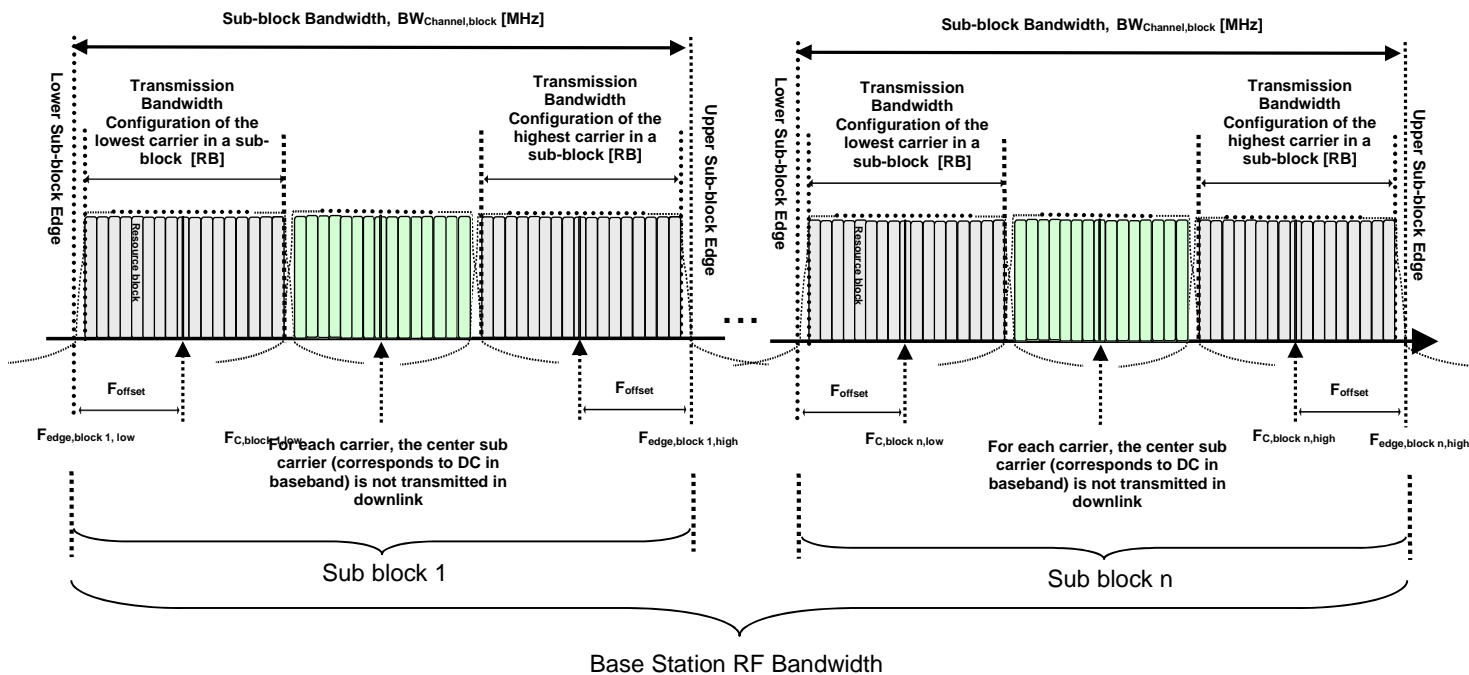 Sub-block Bandwidth, BWChannel,block [MHz]
Lower Sub-block Edge
Transmission
Bandwidth
Configuration of the
lowest carrier in a sub-
block [RB]
Transmission
Bandwidth
Configuration of the
highest carrier in a
sub-block [RB]
Upper Sub-block Edge
Resource block
Foffset
Foffset
Fedge,block 1, low
FC,block 1,low
Fedge,block 1,high
For each carrier, the center sub
carrier (corresponds to DC in
baseband) is not transmitted in
downlink
Sub block 1
...
Sub-block Bandwidth, BWChannel,block [MHz]
Lower Sub-block Edge
Transmission
Bandwidth
Configuration of the
lowest carrier in a
sub-block [RB]
Transmission
Bandwidth
Configuration of the
highest carrier in a
sub-block [RB]
Upper Sub-block Edge
Resource block
Foffset
Foffset
FC,block n,low
FC,block n,high
Fedge,block n,high
For each carrier, the center sub
carrier (corresponds to DC in
baseband) is not transmitted in
downlink
Sub block n
Base Station RF Bandwidth